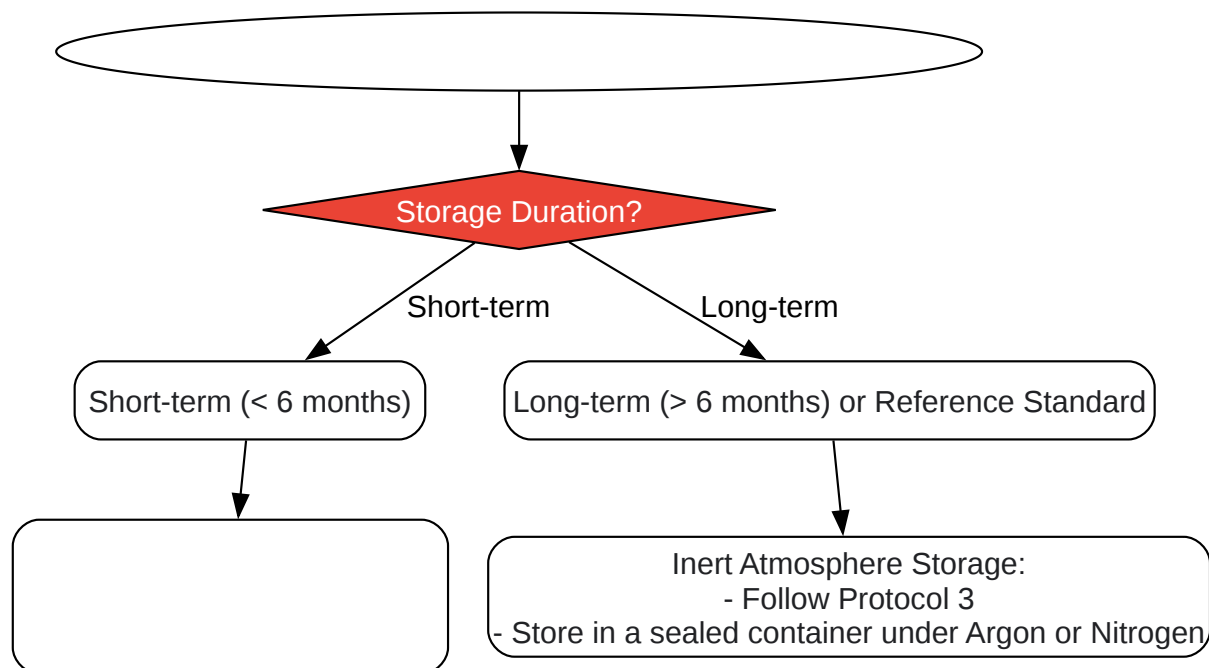 Storage Duration?
Short-term
Long-term
Short-term (< 6 months)
Long-term (> 6 months) or Reference Standard
Inert Atmosphere Storage:
- Follow Protocol 3
- Store in a sealed container under Argon or Nitrogen